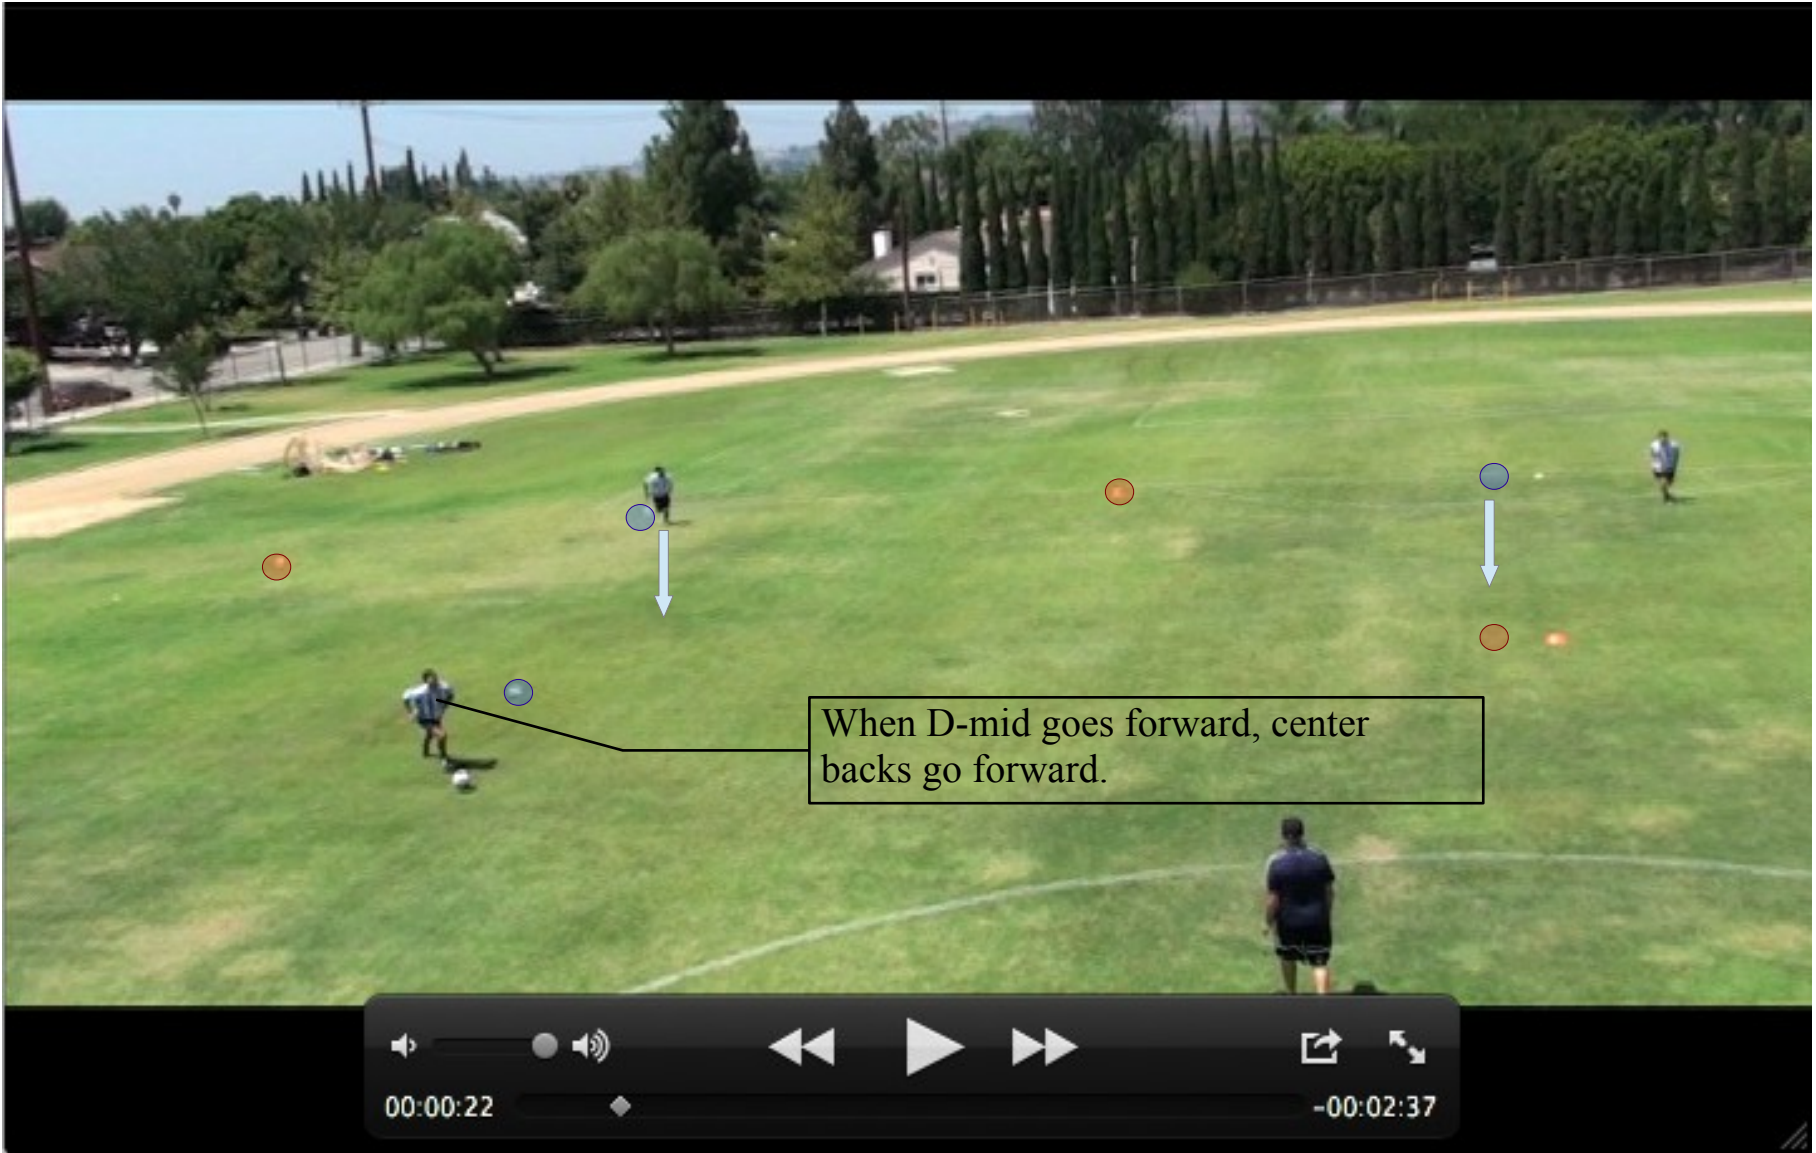 When D-mid goes forward, center
backs go forward.
00:00:22
-00:02:37